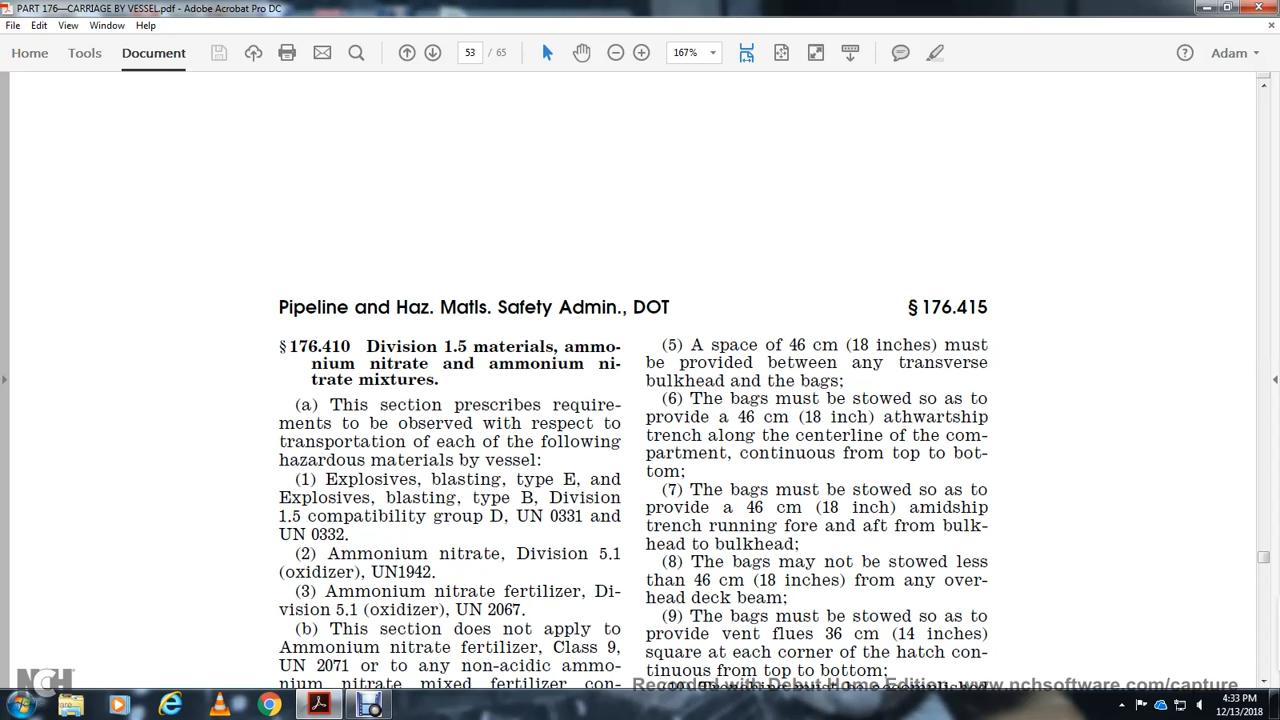 PART 176—CARRIAGE BY VESSEL.pdf - Adobe Acrobat Pro DC
File Edit View Window Help
Home Tools Document 53 / 65 167% Adam
Pipeline and Haz. Matls. Safety Admin., DOT § 176.415
§ 176.410 Division 1.5 materials, ammo-
nium nitrate and ammonium ni-
trate mixtures.
(a) This section prescribes require-
ments to be observed with respect to
transportation of each of the following
hazardous materials by vessel:
(1) Explosives, blasting, type E, and
Explosives, blasting, type B, Division
1.5 compatibility group D, UN 0331 and
UN 0332.
(2) Ammonium nitrate, Division 5.1
(oxidizer), UN1942.
(3) Ammonium nitrate fertilizer, Di-
vision 5.1 (oxidizer), UN 2067.
(b) This section does not apply to
Ammonium nitrate fertilizer, Class 9,
UN 2071 or to any non-acidic ammo-
nium nitrate mixed fertilizer con-
(5) A space of 46 cm (18 inches) must
be provided between any transverse
bulkhead and the bags;
(6) The bags must be stowed so as to
provide a 46 cm (18 inch) athwartship
trench along the centerline of the com-
partment, continuous from top to bot-
tom;
(7) The bags must be stowed so as to
provide a 46 cm (18 inch) amidship
trench running fore and aft from bulk-
head to bulkhead;
(8) The bags may not be stowed less
than 46 cm (18 inches) from any over-
head deck beam;
(9) The bags must be stowed so as to
provide vent flues 36 cm (14 inches)
square at each corner of the hatch con-
tinuous from top to bottom;
NCH
Recorded with Debut Home Edition www.nchsoftware.com/capture
4:33 PM
12/13/2018